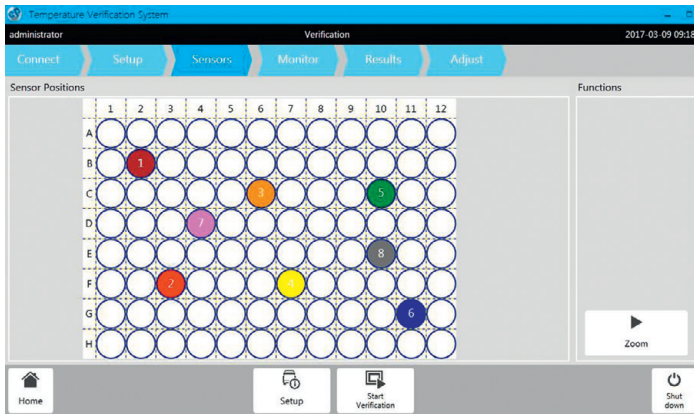 Temperature Verification System
administrator Verification 2017-03-09 09:18
Connect Setup Sensors Monitor Results Adjust
Sensor Positions Functions
1 2 3 4 5 6 7 8 9 10 11 12
A
B 1
C 3 5
D 7
E 8
F 2 4
G 6
H
Zoom
Home Setup Start Verification Shut down